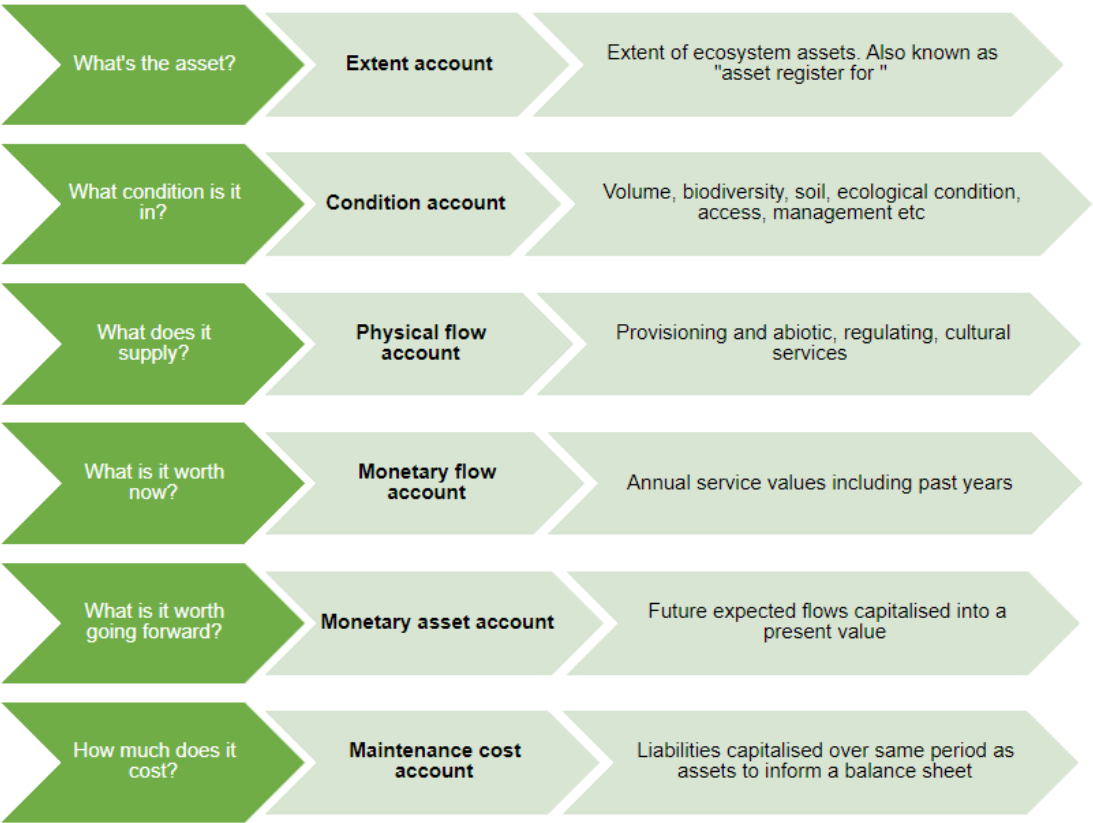 What's the asset?
Extent account
Extent of ecosystem assets. Also known as
"asset register for "
What condition is it
in?
Condition account
Volume, biodiversity, soil, ecological condition,
access, management etc
What does it
supply?
Physical flow
account
Provisioning and abiotic, regulating, cultural
services
What is it worth
now?
Monetary flow
account
Annual service values including past years
What is it worth
going forward?
Monetary asset account
Future expected flows capitalised into a
present value
How much does it
cost?
Maintenance cost
account
Liabilities capitalised over same period as
assets to inform a balance sheet